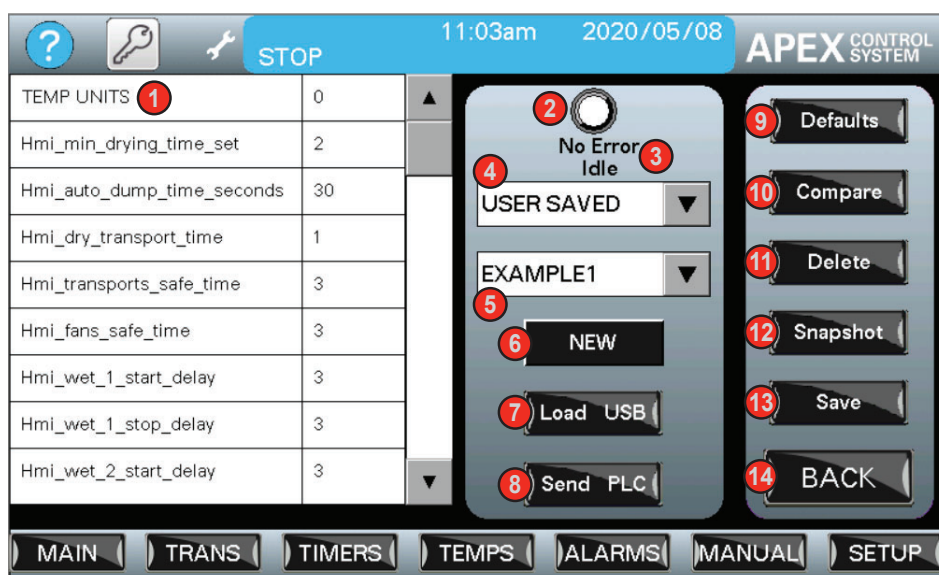 ?
STOP
11:03am 2020/05/08
APEX CONTROL SYSTEM
TEMP UNITS 1 0
Hmi_min_drying_time_set 2
Hmi_auto_dump_time_seconds 30
Hmi_dry_transport_time 1
Hmi_transports_safe_time 3
Hmi_fans_safe_time 3
Hmi_wet_1_start_delay 3
Hmi_wet_1_stop_delay 3
Hmi_wet_2_start_delay 3
2
No Error
3
Idle
4
USER SAVED
EXAMPLE1
5
6 NEW
7 Load USB
8 Send PLC
9 Defaults
10 Compare
11 Delete
12 Snapshot
13 Save
14 BACK
MAIN TRANS TIMERS TEMPS ALARMS MANUAL SETUP